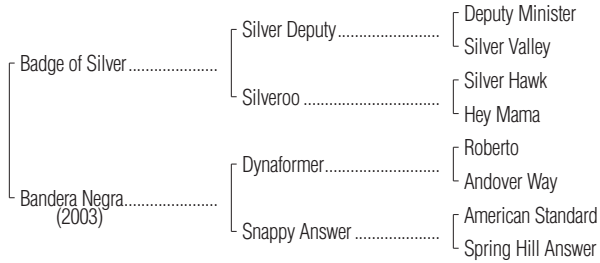 Deputy Minister
Silver Deputy........................
Silver Valley
Badge of Silver.....................
Silver Hawk
Silveroo ................................
Hey Mama
Roberto
Dynaformer...........................
Andover Way
Bandera Negra......................
(2003)
American Standard
Snappy Answer ....................
Spring Hill Answer